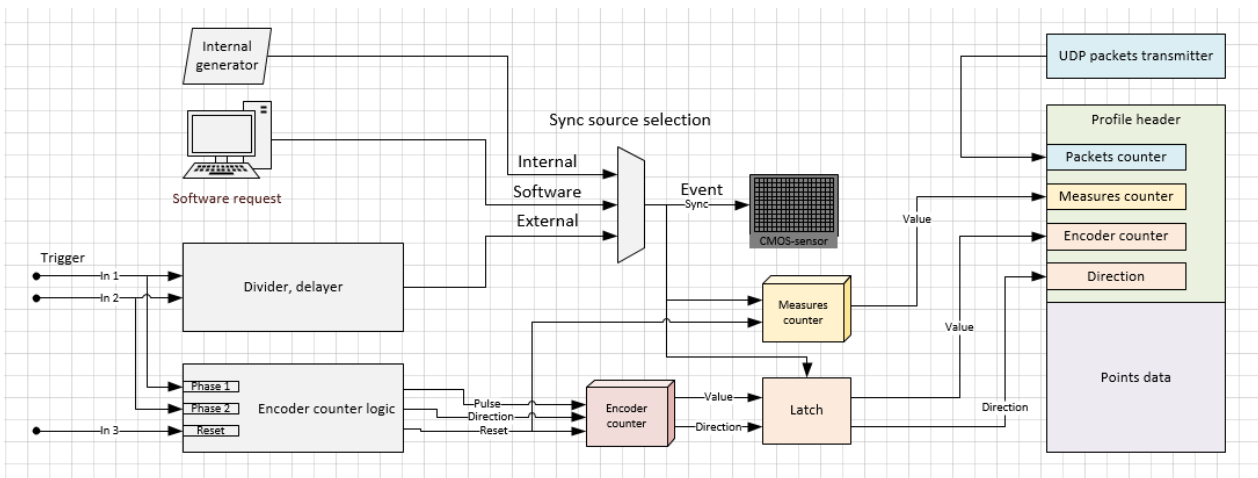 Internal
generator
UDP packets transmitter
Profile header
Sync source selection
Packets counter
Internal
Software request
Software
Event
Sync
Measures counter
Value
External
CMOS-sensor
Encoder counter
Trigger
In 1
Direction
In 2
Divider, delayer
Measures
counter
Value
Phase 1
Points data
Phase 2
Encoder counter logic
Pulse
Direction
Encoder
counter
Value
Latch
Direction
In 3
Reset
Reset
Direction